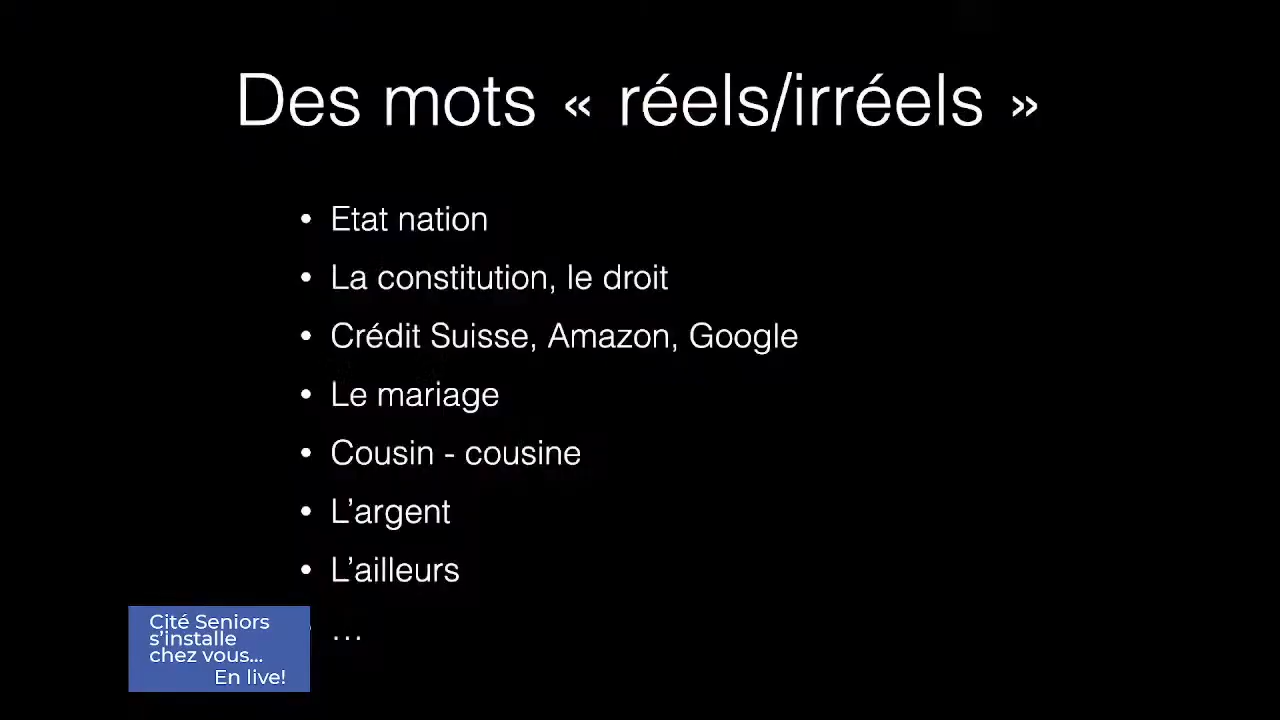 Des mots « réels/irréels »
• Etat nation
• La constitution, le droit
• Crédit Suisse, Amazon, Google
• Le mariage
• Cousin - cousine
• L’argent
• L’ailleurs
• …
Cité Seniors
s’installe
chez vous...
En live!